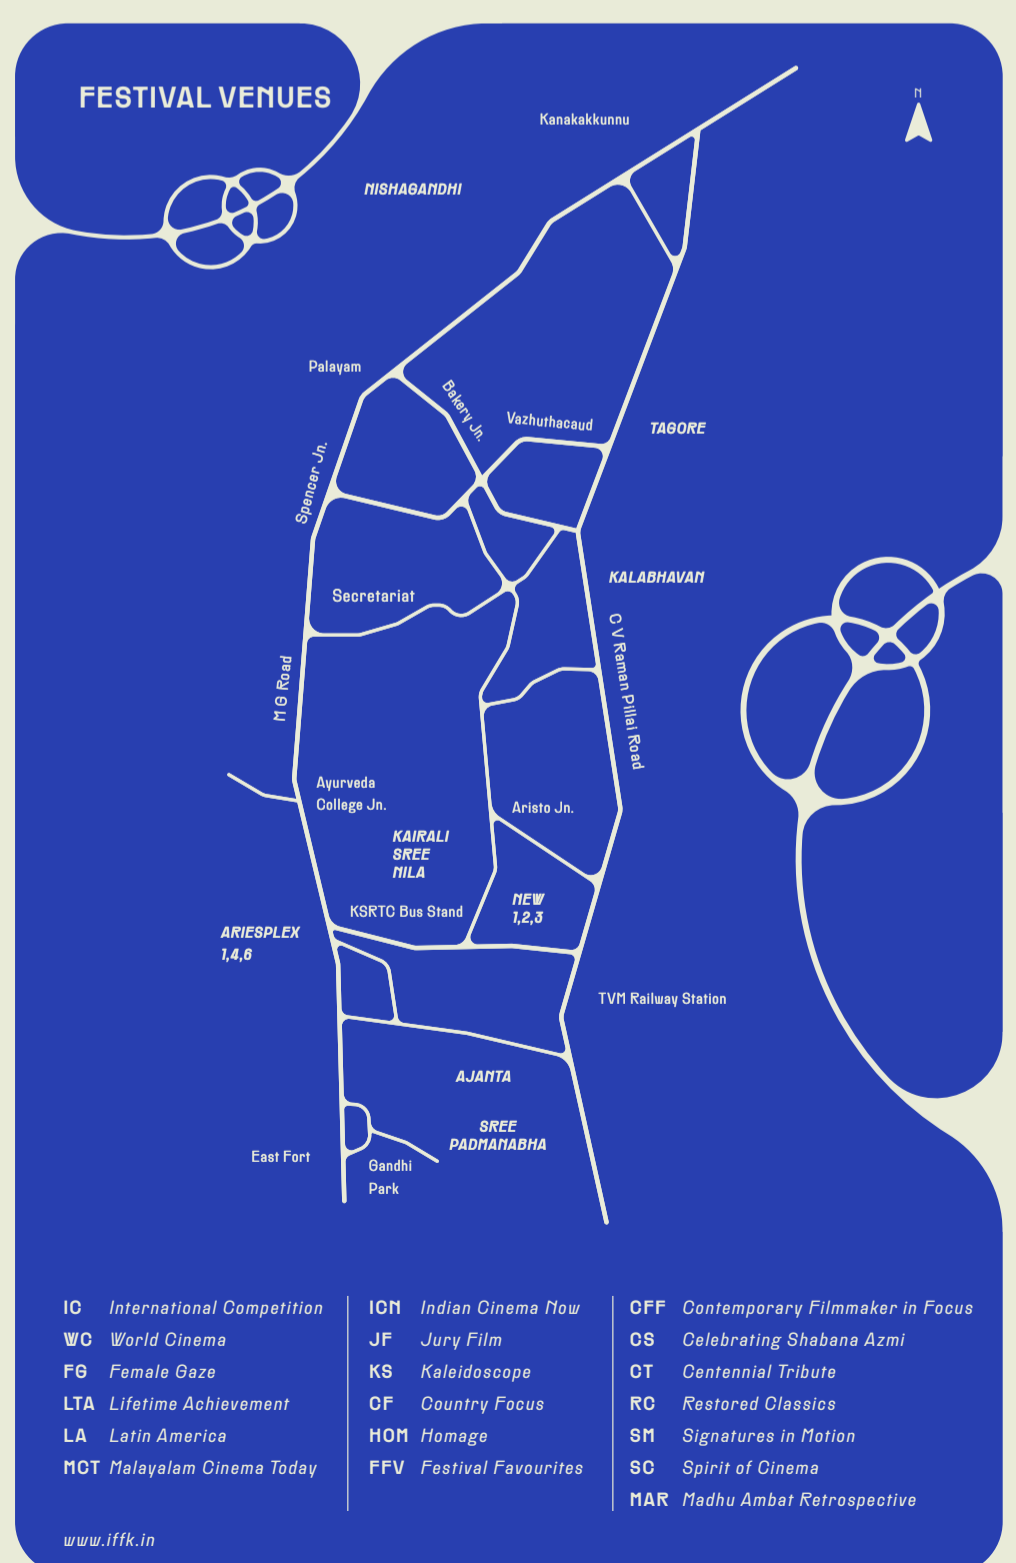 FESTIVAL VENUES
N
Kanakakkunnu
NISHAGANDHI
Palayam
Bakery Jn.
Vazhuthacaud
TAGORE
Spencer Jn.
KALABHAVAN
Secretariat
C V Raman Pillai Road
M G Road
Ayurveda
College Jn.
Aristo Jn.
KAIRALI
SREE
NILA
NEW
1,2,3
KSRTC Bus Stand
ARIESPLEX
1,4,6
TVM Railway Station
AJANTA
SREE
PADMANABHA
East Fort
Gandhi
Park
IC International Competition
WC World Cinema
FG Female Gaze
LTA Lifetime Achievement
LA Latin America
MCT Malayalam Cinema Today
ICN Indian Cinema Now
JF Jury Film
KS Kaleidoscope
CF Country Focus
HOM Homage
FFV Festival Favourites
CFF Contemporary Filmmaker in Focus
CS Celebrating Shabana Azmi
CT Centennial Tribute
RC Restored Classics
SM Signatures in Motion
SC Spirit of Cinema
MAR Madhu Ambat Retrospective
www.iffk.in